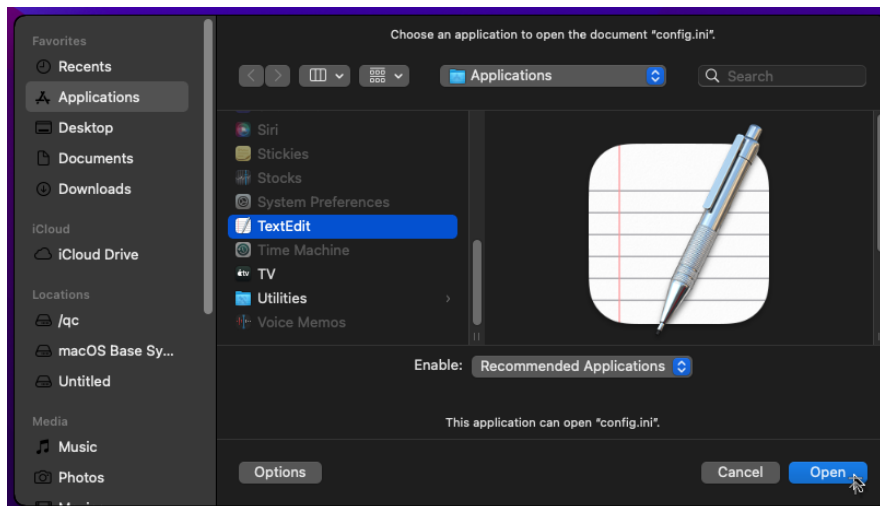 Choose an application to open the document "config.ini".
Favorites
Recents
Applications
Desktop
Documents
Downloads
iCloud
iCloud Drive
Locations
/qc
macOS Base Sy...
Untitled
Media
Music
Photos
Applications
Search
Siri
Stickies
Stocks
System Preferences
TextEdit
Time Machine
tv TV
Utilities
Voice Memos
Enable: Recommended Applications
This application can open "config.ini".
Options
Cancel
Open